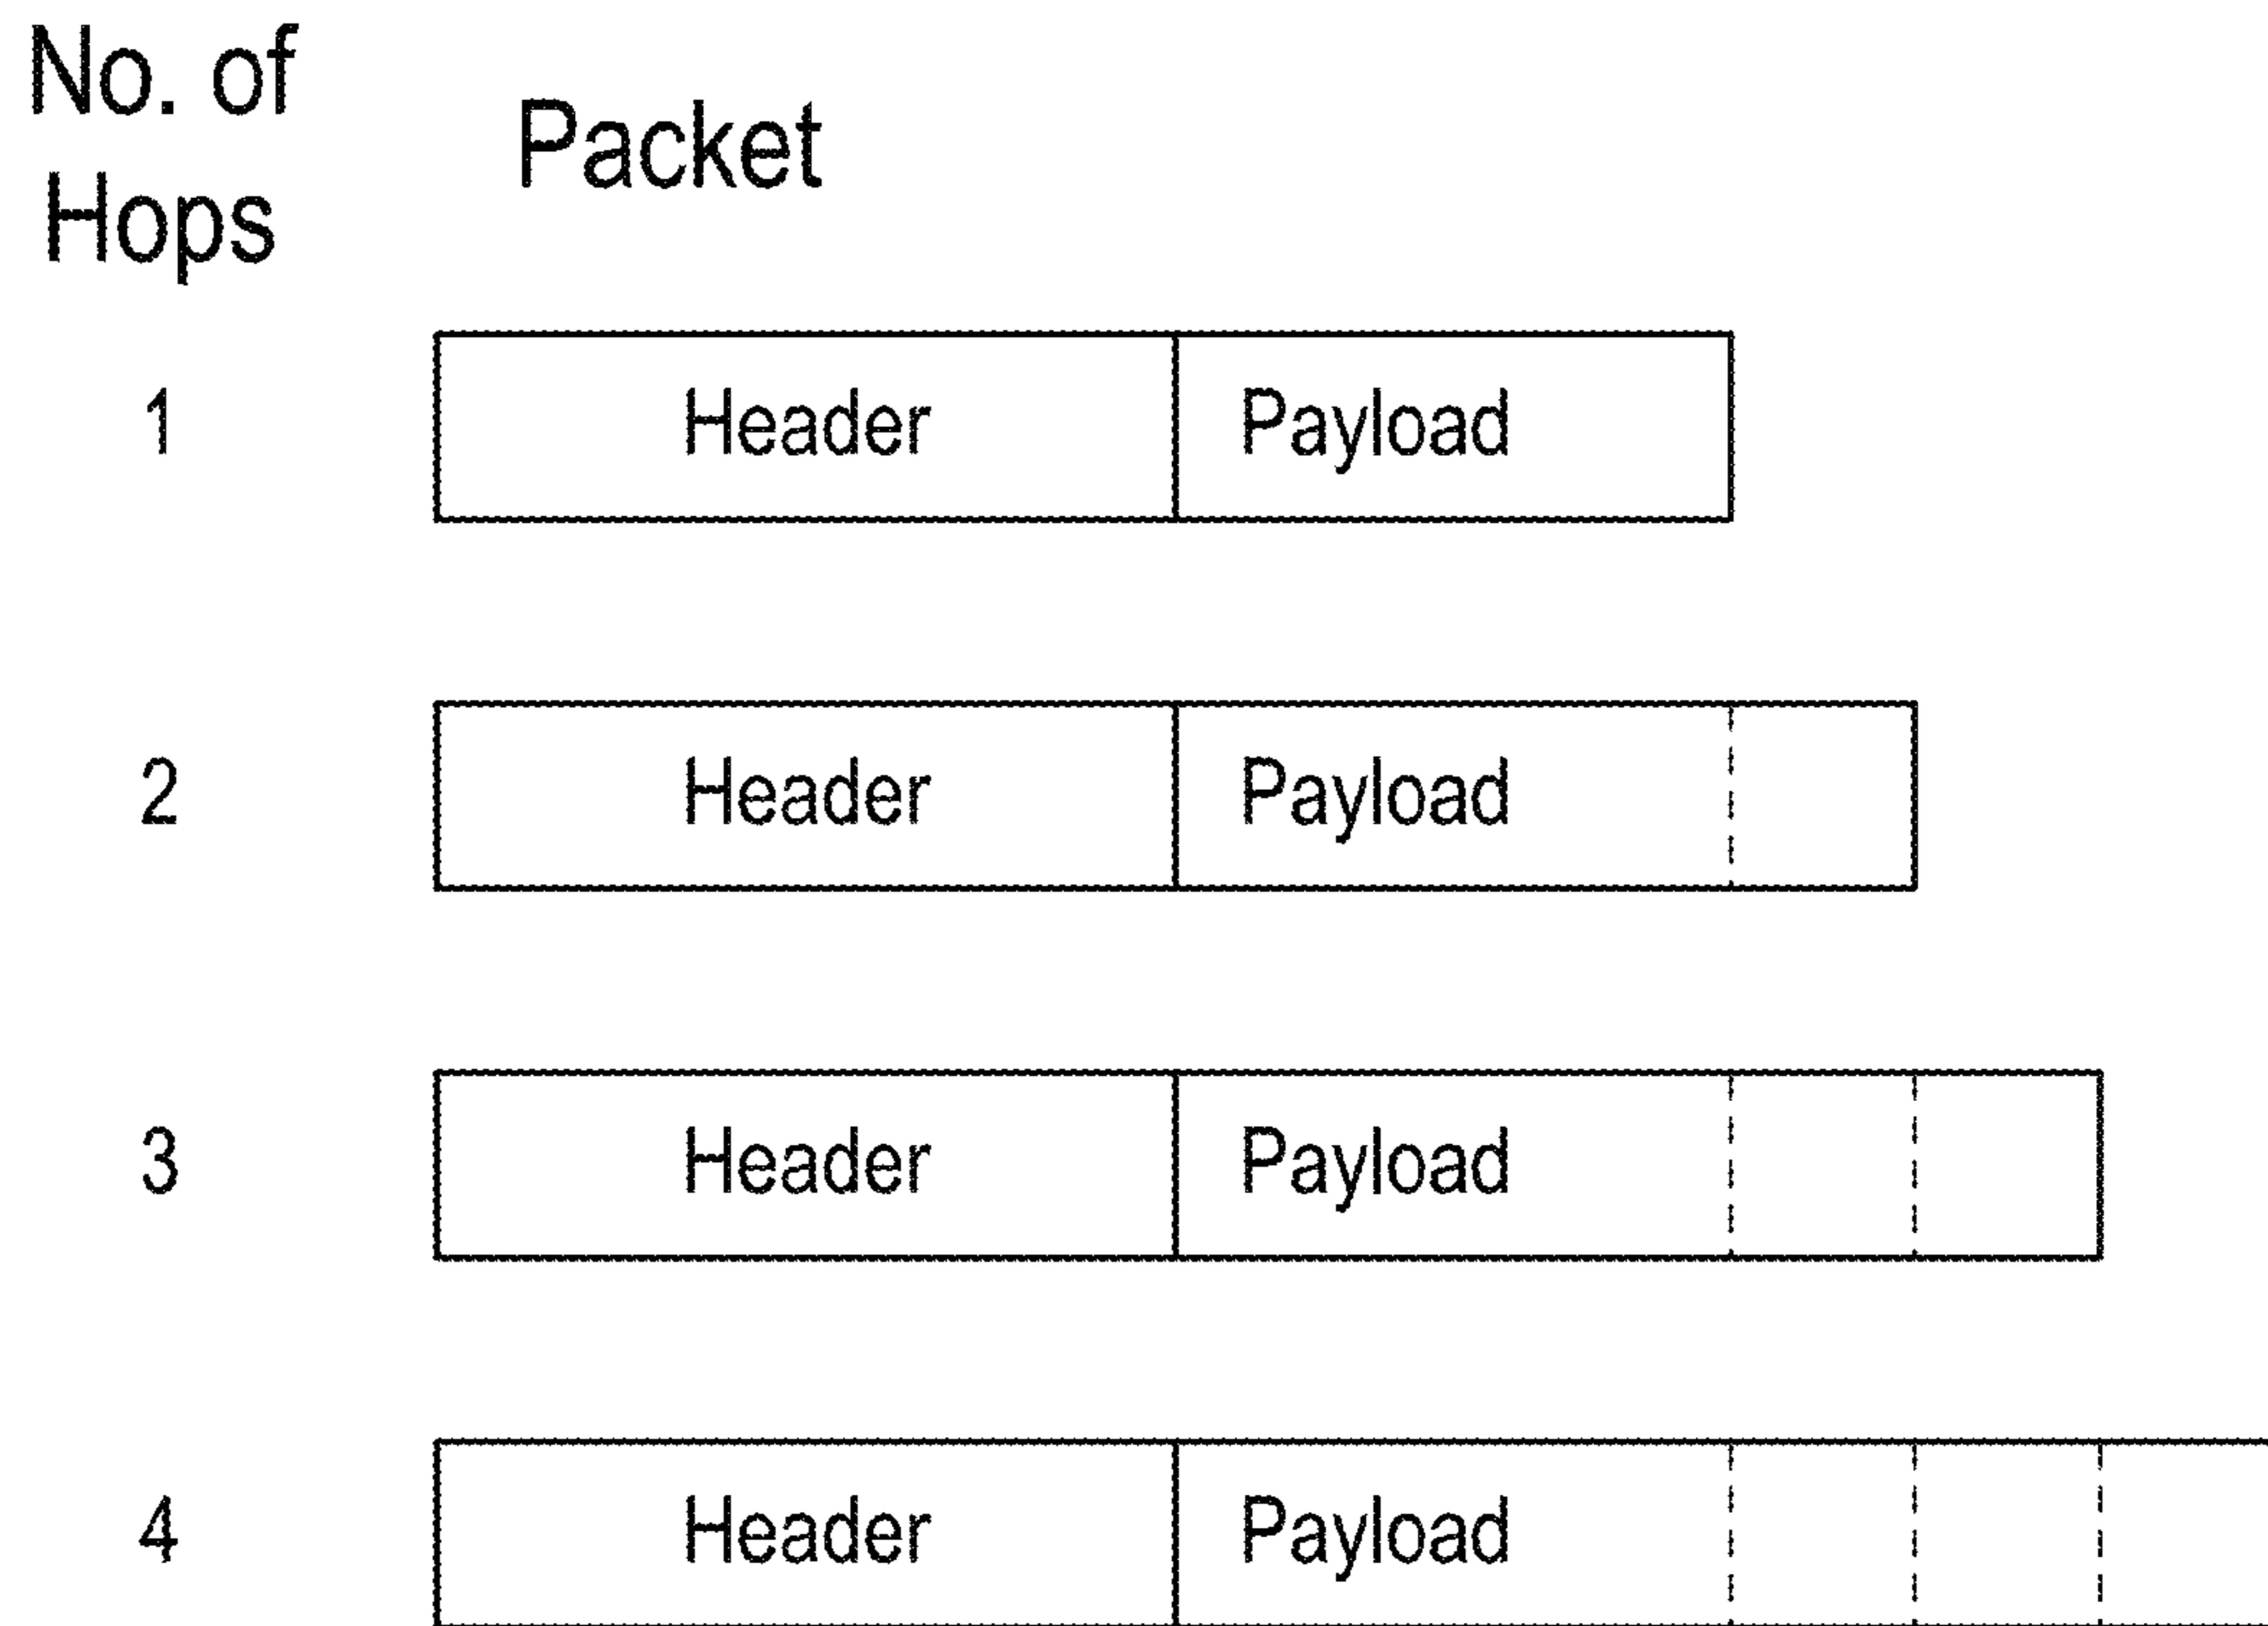 No. of
Hops
Packet
1 Header Payload
2 Header Payload
3 Header Payload
4 Header Payload